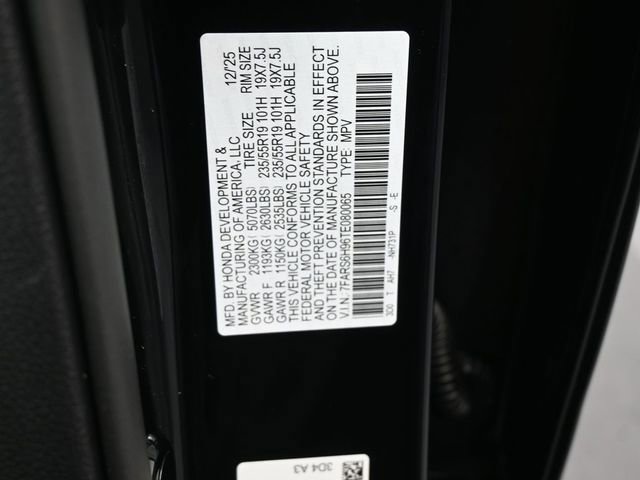 MFD. BY HONDA DEVELOPMENT &
MANUFACTURING OF AMERICA, LLC 12/'25
TIRE SIZE RIM SIZE
GVWR 2300KG( 5070LBS)
GAWR F 1193KG( 2630LBS) 235/55R19 101H 19X7.5J
GAWR R 1150KG( 2535LBS) 235/55R19 101H 19X7.5J
THIS VEHICLE CONFORMS TO ALL APPLICABLE
FEDERAL MOTOR VEHICLE SAFETY
AND THEFT PREVENTION STANDARDS IN EFFECT
ON THE DATE OF MANUFACTURE SHOWN ABOVE.
V.I.N.: 7FARS6H96TE080065 TYPE: MPV
3D0 T AH7 -NH731P -S -E
3D4 A3